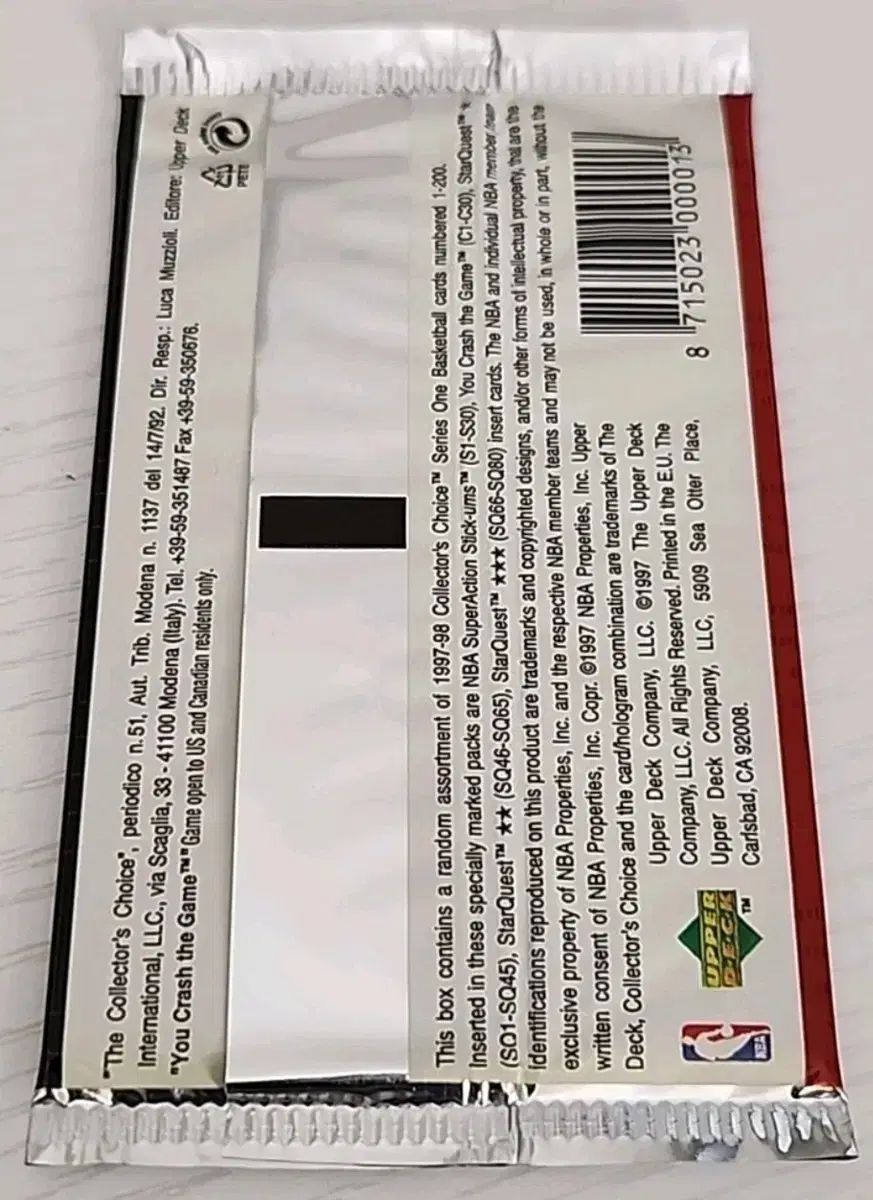 "The Collector's Choice", periodico n. 51, Aut. Trib. Modena n. 1137 del 14/7/92. Dir. Resp.: Luca Muzzioli. Editore: Upper Deck
International, LLC., via Scaglia, 33 - 41100 Modena (Italy). Tel. +39-59-351487 Fax +39-59-350676.
"You Crash the Game™" Game open to US and Canadian residents only.
PETE
This box contains a random assortment of 1997-98 Collector's Choice™ Series One Basketball cards numbered 1-200.
Inserted in these specially marked packs are NBA SuperAction Stick-ums™ (S1-S30), You Crash the Game™ (C1-C30), StarQuest™ ★
(SQ1-SQ45), StarQuest™ ★★ (SQ46-SQ65), StarQuest™ ★★★ (SQ66-SQ80) insert cards. The NBA and individual NBA member team
identifications reproduced on this product are trademarks and copyrighted designs, and/or other forms of intellectual property, that are the
exclusive property of NBA Properties, Inc. and the respective NBA member teams and may not be used, in whole or in part, without the
written consent of NBA Properties, Inc. Copr. ©1997 NBA Properties, Inc. Upper
Deck, Collector's Choice and the card/hologram combination are trademarks of The
Upper Deck Company, LLC. ©1997 The Upper Deck
Company, LLC. All Rights Reserved. Printed in the E.U. The
Upper Deck Company, LLC, 5909 Sea Otter Place,
Carlsbad, CA 92008.
NBA
UPPER
DECK
™
8 715023 000013